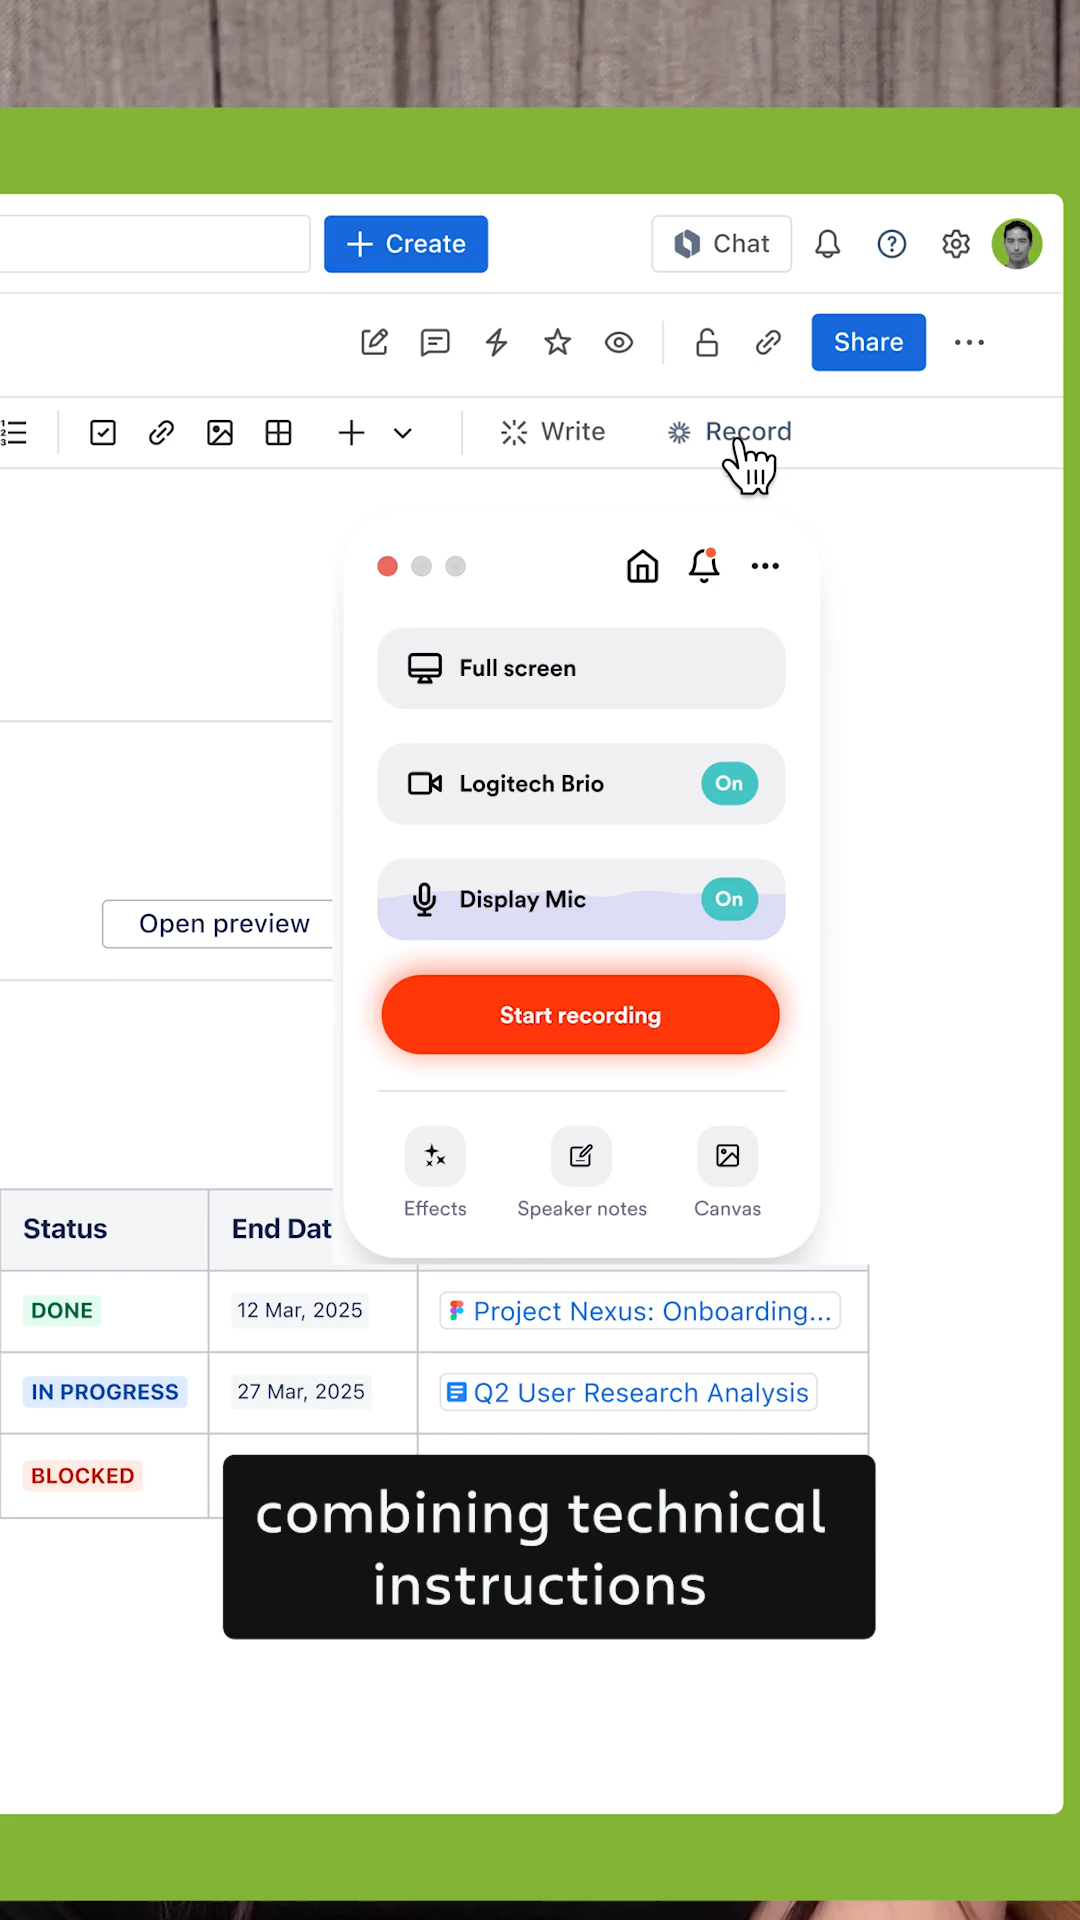 Create
Chat
Share
Write
Record
Full screen
Logitech Brio
On
Display Mic
On
Open preview
Start recording
Effects
Speaker notes
Canvas
Status
End Dat
DONE
12 Mar, 2025
Project Nexus: Onboarding...
IN PROGRESS
27 Mar, 2025
Q2 User Research Analysis
BLOCKED
combining technical
instructions